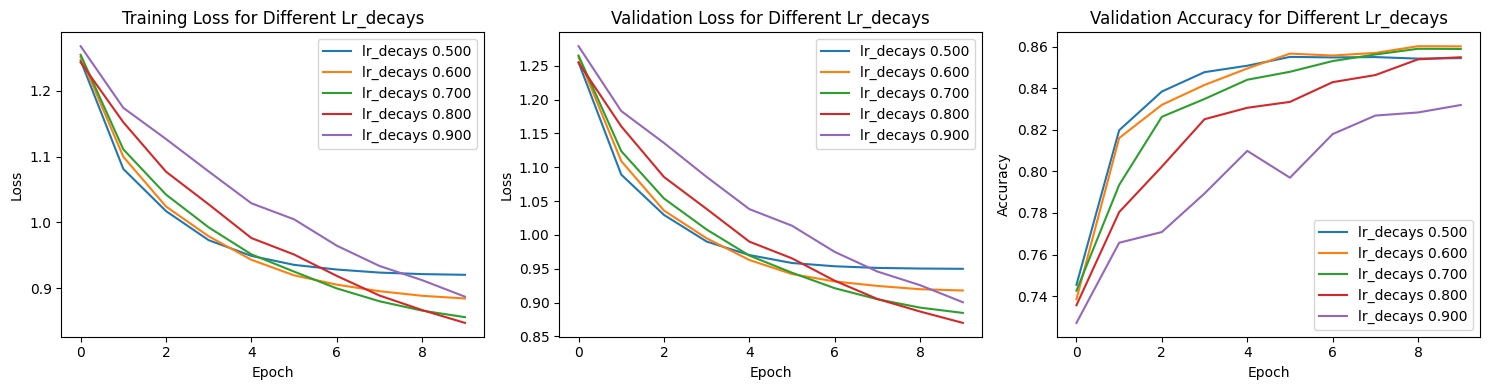 Training Loss for Different Lr_decays
Loss
1.2
1.1
1.0
0.9
0 2 4 6 8
Epoch
lr_decays 0.500
lr_decays 0.600
lr_decays 0.700
lr_decays 0.800
lr_decays 0.900
Validation Loss for Different Lr_decays
Loss
1.25
1.20
1.15
1.10
1.05
1.00
0.95
0.90
0.85
0 2 4 6 8
Epoch
lr_decays 0.500
lr_decays 0.600
lr_decays 0.700
lr_decays 0.800
lr_decays 0.900
Validation Accuracy for Different Lr_decays
Accuracy
0.86
0.84
0.82
0.80
0.78
0.76
0.74
0 2 4 6 8
Epoch
lr_decays 0.500
lr_decays 0.600
lr_decays 0.700
lr_decays 0.800
lr_decays 0.900